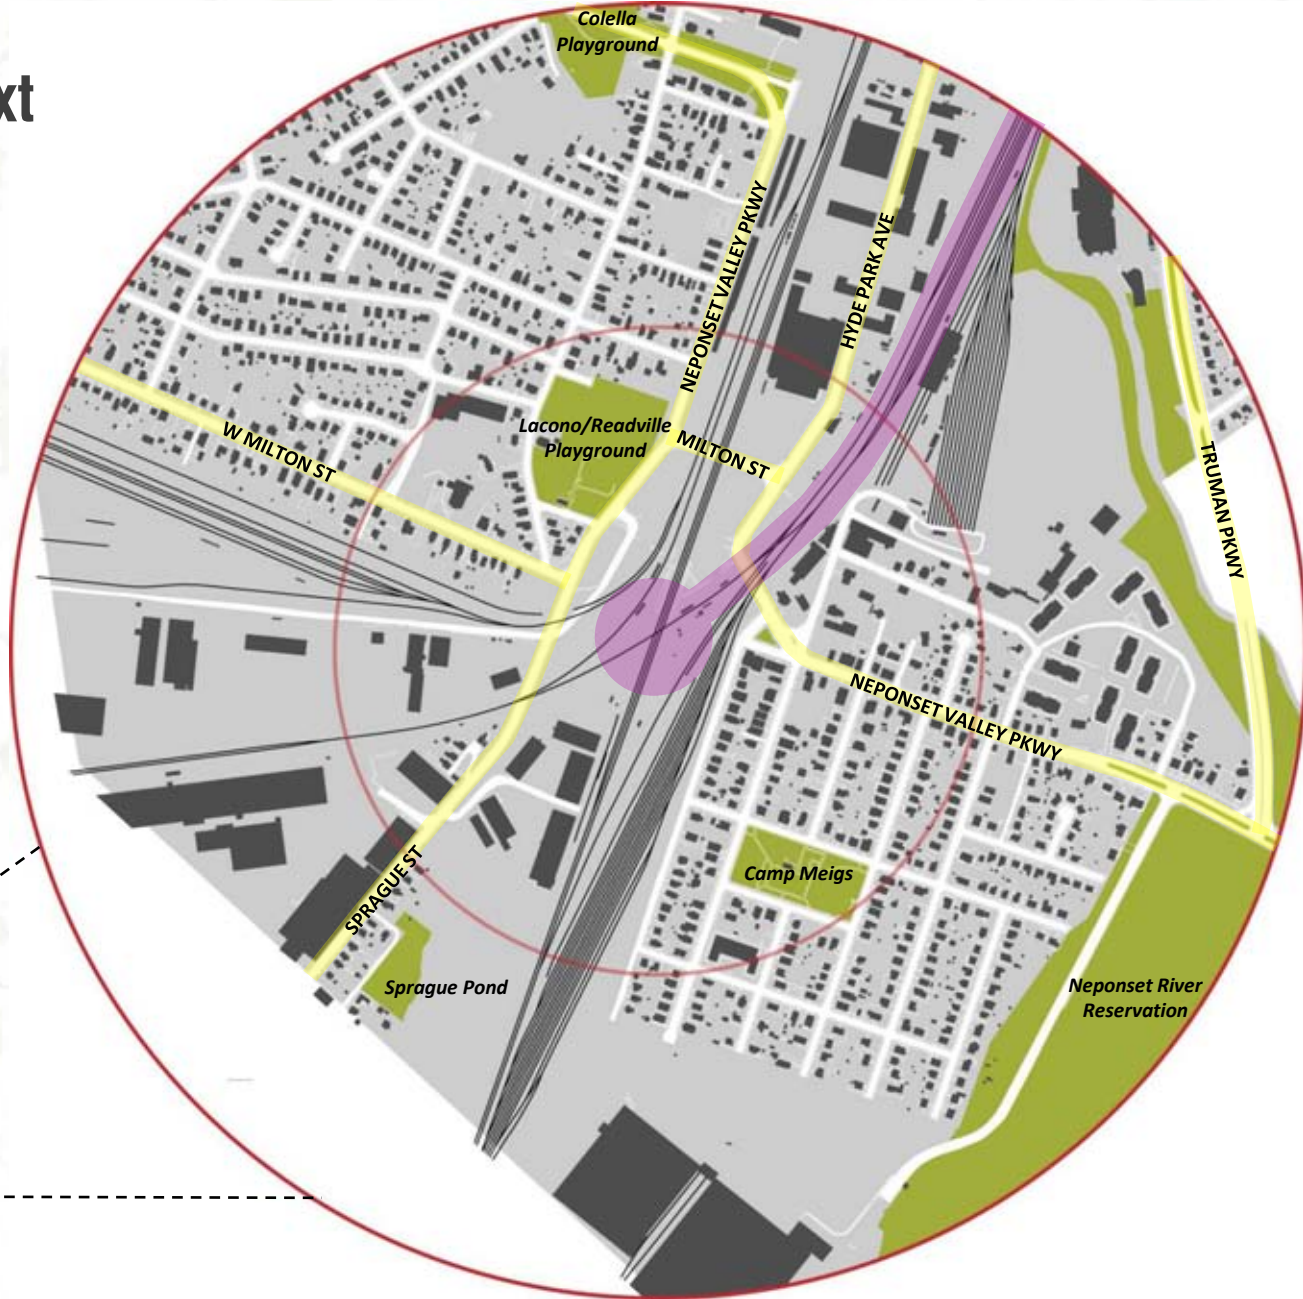 Colella
Playground
xt
NEPONSET VALLEY PKWY
HYDE PARK AVE
Lacono/Readville
Playground
MILTON ST
W MILTON ST
TRUMAN PKWY
NEPONSET VALLEY PKWY
Camp Meigs
SPRAGUE ST
Sprague Pond
Neponset River
Reservation